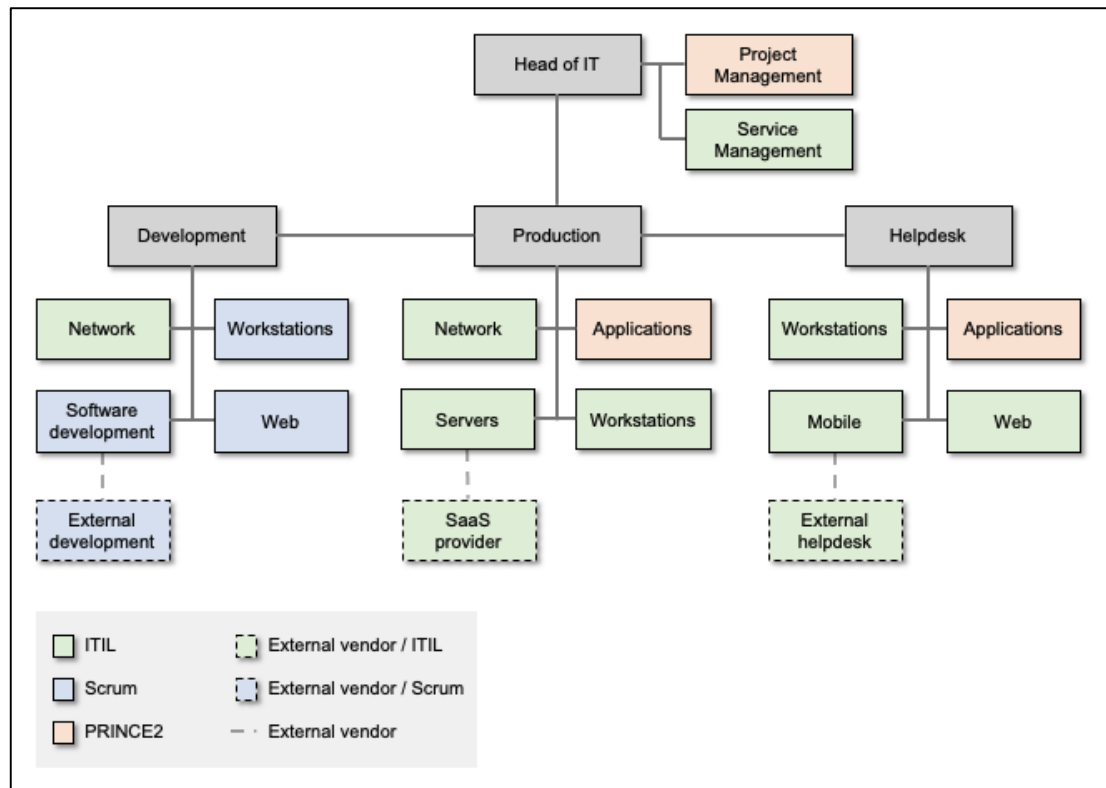 Head of IT
Project
Management
Service
Management
Development
Production
Helpdesk
Network
Workstations
Network
Applications
Workstations
Applications
Software
development
Web
Servers
Workstations
Mobile
Web
External
development
SaaS
provider
External
helpdesk
ITIL
External vendor / ITIL
Scrum
External vendor / Scrum
PRINCE2
External vendor